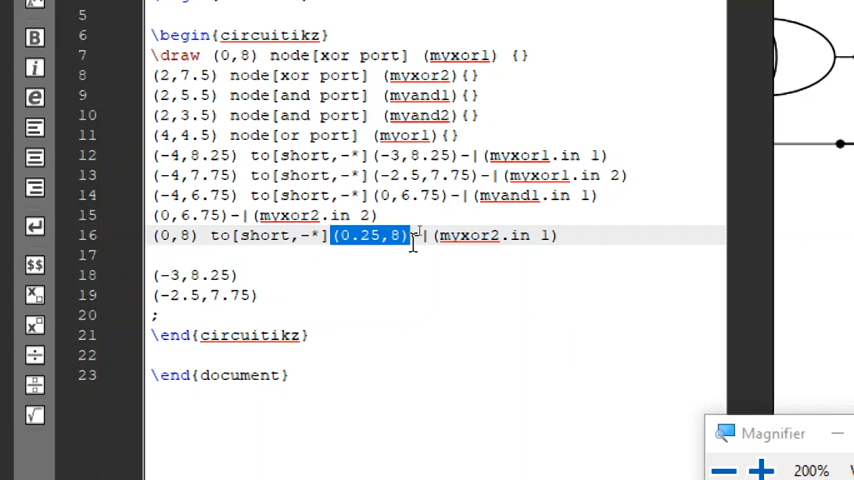 5
6 \begin{circuitikz}
7 \draw (0,8) node[xor port] (myxor1) {}
8 (2,7.5) node[xor port] (myxor2){}
9 (2,5.5) node[and port] (myand1){}
10 (2,3.5) node[and port] (myand2){}
11 (4,4.5) node[or port] (myor1){}
12 (-4,8.25) to[short,-*](-3,8.25)-|(myxor1.in 1)
13 (-4,7.75) to[short,-*](-2.5,7.75)-|(myxor1.in 2)
14 (-4,6.75) to[short,-*](0,6.75)-|(myand1.in 1)
15 (0,6.75)-|(myxor2.in 2)
16 (0,8) to[short,-*](0.25,8)-|(myxor2.in 1)
17
18 (-3,8.25)
19 (-2.5,7.75)
20 ;
21 \end{circuitikz}
22
23 \end{document}
B
i
e
$$
Magnifier
200%